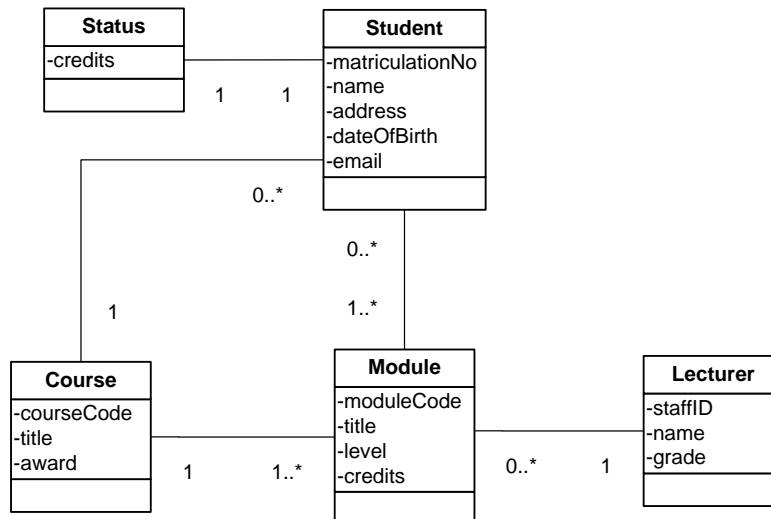 Status
-credits
Student
-matriculationNo
-name
-address
-dateOfBirth
-email
1
1
0..*
0..*
1
1..*
Course
-courseCode
-title
-award
Module
-moduleCode
-title
-level
-credits
Lecturer
-staffID
-name
-grade
1
1..*
0..*
1